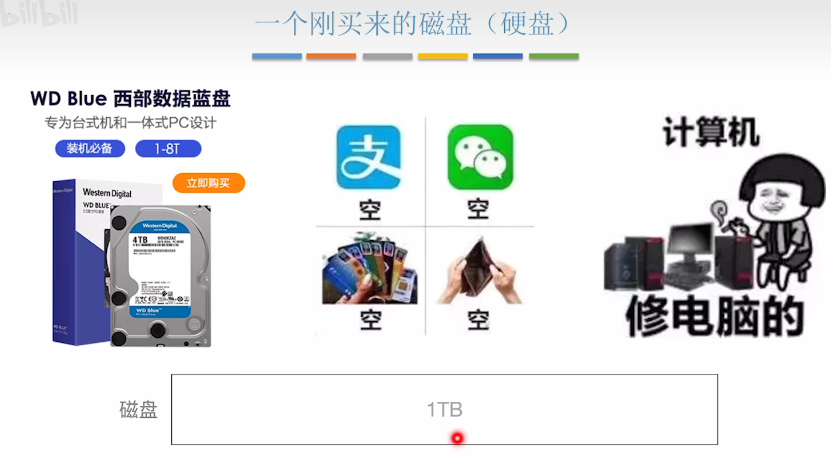 bilibili
一个刚买来的磁盘（硬盘）
WD Blue 西部数据蓝盘
专为台式机和一体式PC设计
装机必备
1-8T
立即购买
Western Digital
WD BLUE
Western Digital
4TB
WD Blue
支
空
空
空
空
计算机
修电脑的
磁盘
1TB